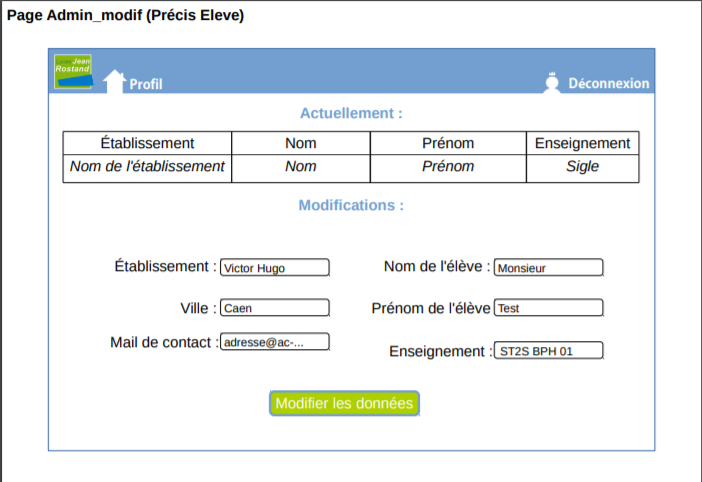 Page Admin_modif (Précis Eleve)
Lycée Jean
Rostand
Profil
Déconnexion
Actuellement :
Établissement Nom Prénom Enseignement
Nom de l'établissement Nom Prénom Sigle
Modifications :
Établissement : Victor Hugo Nom de l'élève : Monsieur
Ville : Caen Prénom de l'élève Test
Mail de contact : adresse@ac-...
Enseignement : ST2S BPH 01
Modifier les données